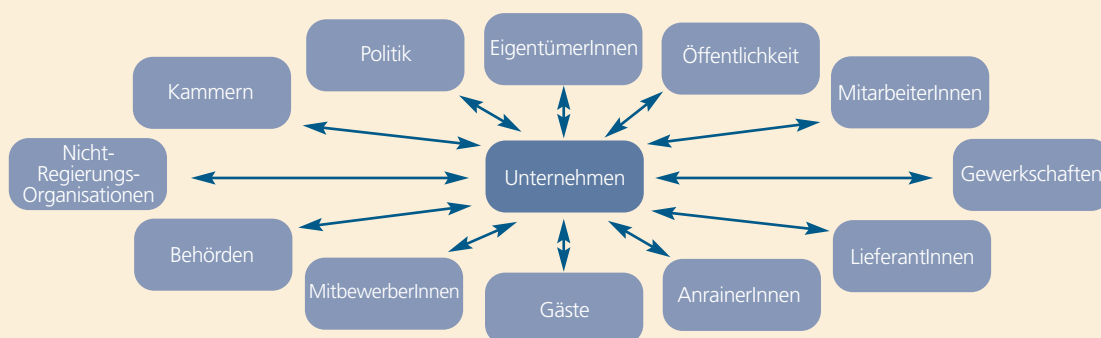 EigentümerInnen
Politik
Öffentlichkeit
Kammern
MitarbeiterInnen
Nicht-
Regierungs-
Organisationen
Unternehmen
Gewerkschaften
Behörden
LieferantInnen
MitbewerberInnen
Gäste
AnrainerInnen